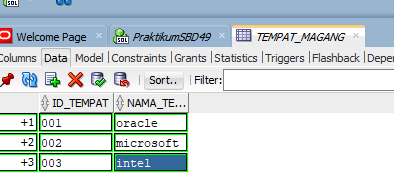 Welcome Page PraktikumSBD49 TEMPAT_MAGANG
Columns Data Model Constraints Grants Statistics Triggers Flashback Depen
Sort.. Filter:
ID_TEMPAT NAMA_TE...
+1 001 oracle
+2 002 microsoft
+3 003 intel